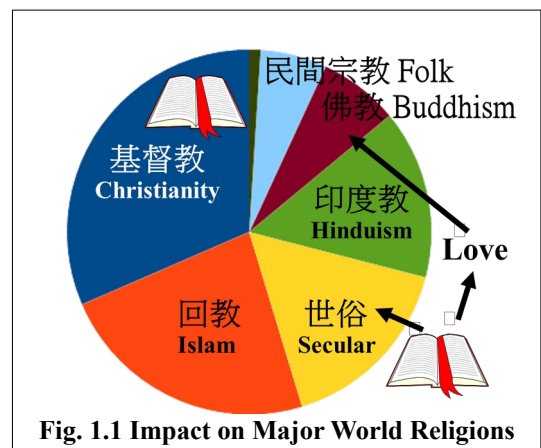 民間宗教 Folk
佛教 Buddhism
基督教
Christianity
印度教
Hinduism
Love
回教
Islam
世俗
Secular
Fig. 1.1 Impact on Major World Religions